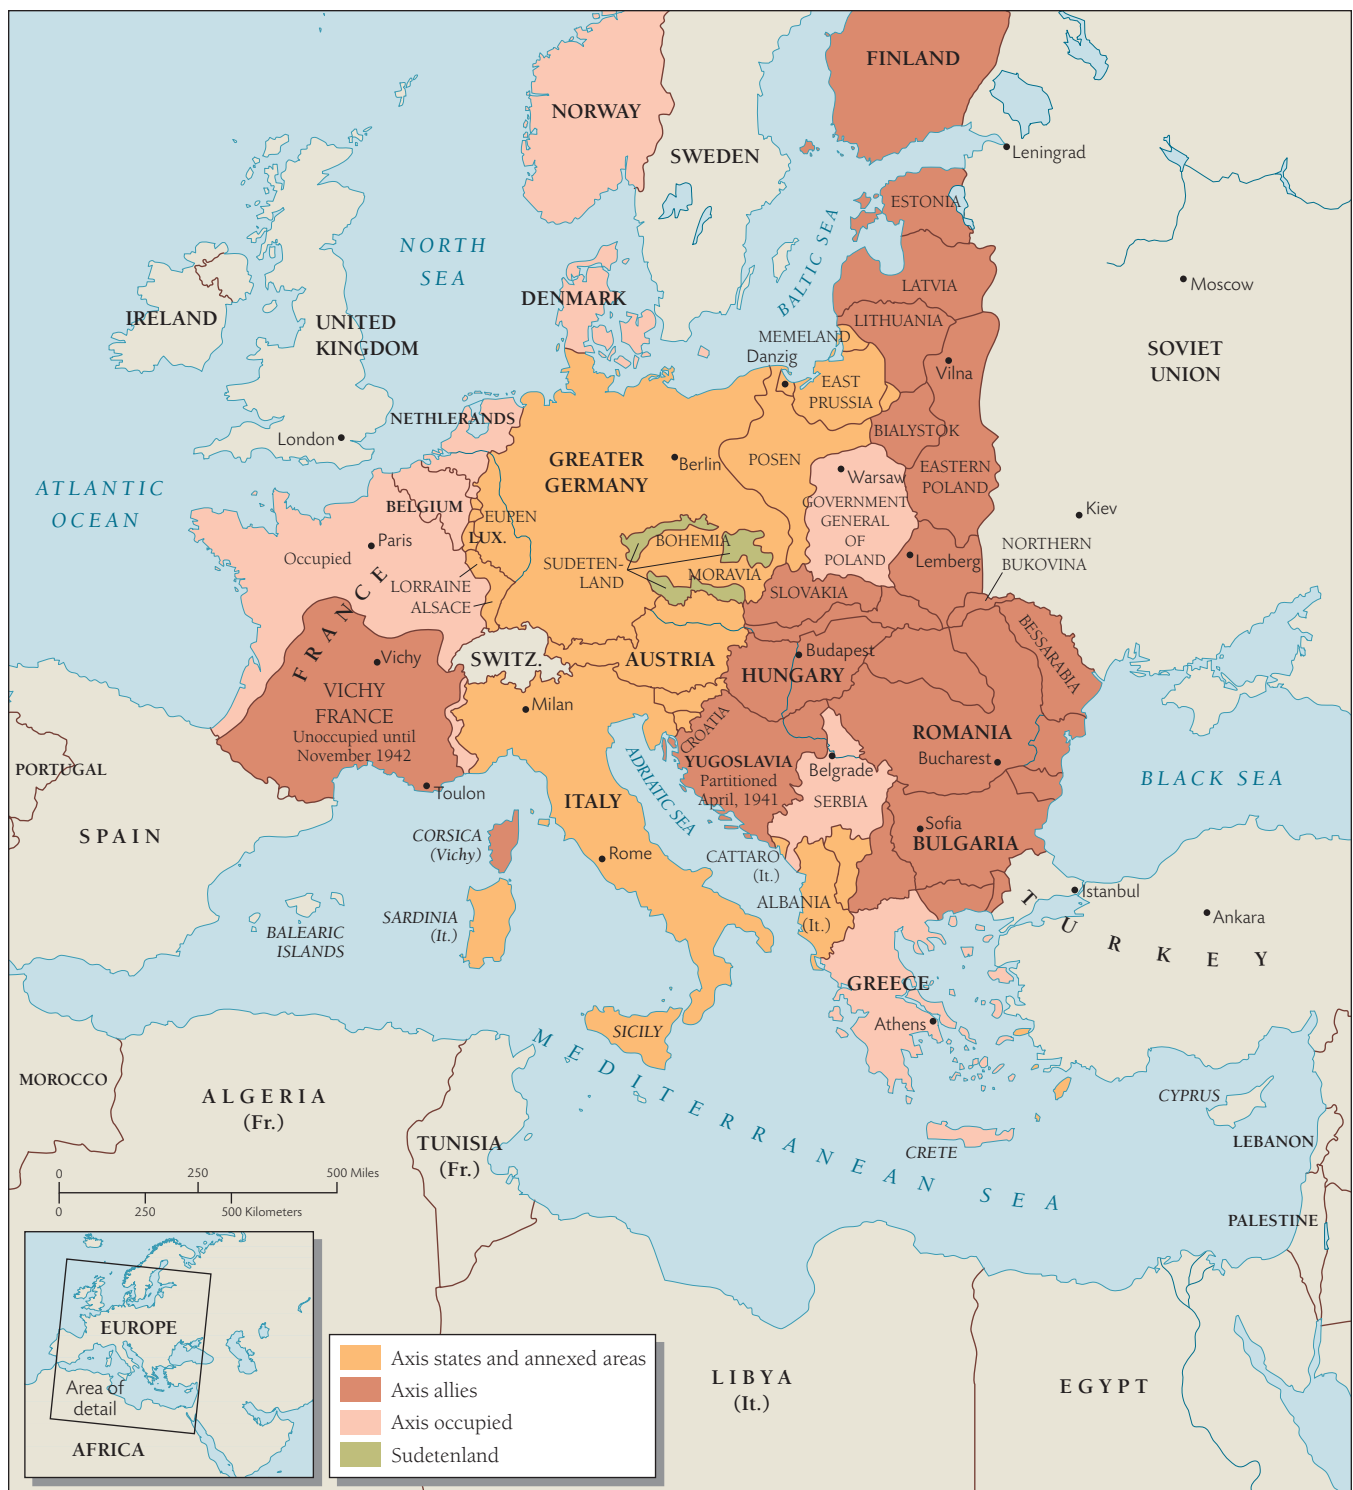 FINLAND
NORWAY
SWEDEN
Leningrad
ESTONIA
BALTIC SEA
NORTH
SEA
LATVIA
Moscow
DENMARK
IRELAND
UNITED
KINGDOM
LITHUANIA
MEMELAND
Danzig
SOVIET
UNION
Vilna
EAST
PRUSSIA
NETHLERANDS
London
BIALYSTOK
GREATER
GERMANY
Berlin
POSEN
Warsaw
EASTERN
POLAND
ATLANTIC
OCEAN
BELGIUM
GOVERNMENT
GENERAL
OF
POLAND
Kiev
EUPEN
LUX.
BOHEMIA
Paris
Occupied
SUDETEN-
LAND
MORAVIA
Lemberg
NORTHERN
BUKOVINA
LORRAINE
ALSACE
SLOVAKIA
FRANCE
BESSARABIA
Vichy
SWITZ.
AUSTRIA
Budapest
HUNGARY
VICHY
FRANCE
Unoccupied until
November 1942
Milan
CROATIA
ROMANIA
Bucharest
PORTUGAL
YUGOSLAVIA
Partitioned
April, 1941
Belgrade
BLACK SEA
ADRIATIC SEA
Toulon
ITALY
SERBIA
SPAIN
CORSICA
(Vichy)
Sofia
BULGARIA
Rome
CATTARO
(It.)
Istanbul
ALBANIA
(It.)
SARDINIA
(It.)
Ankara
TURKEY
BALEARIC
ISLANDS
GREECE
Athens
SICILY
MEDITERRANEAN SEA
MOROCCO
ALGERIA
(Fr.)
CYPRUS
TUNISIA
(Fr.)
CRETE
LEBANON
0 250 500 Miles
0 250 500 Kilometers
PALESTINE
EUROPE
Area of
detail
AFRICA
LIBYA
(It.)
EGYPT
Axis states and annexed areas
Axis allies
Axis occupied
Sudetenland